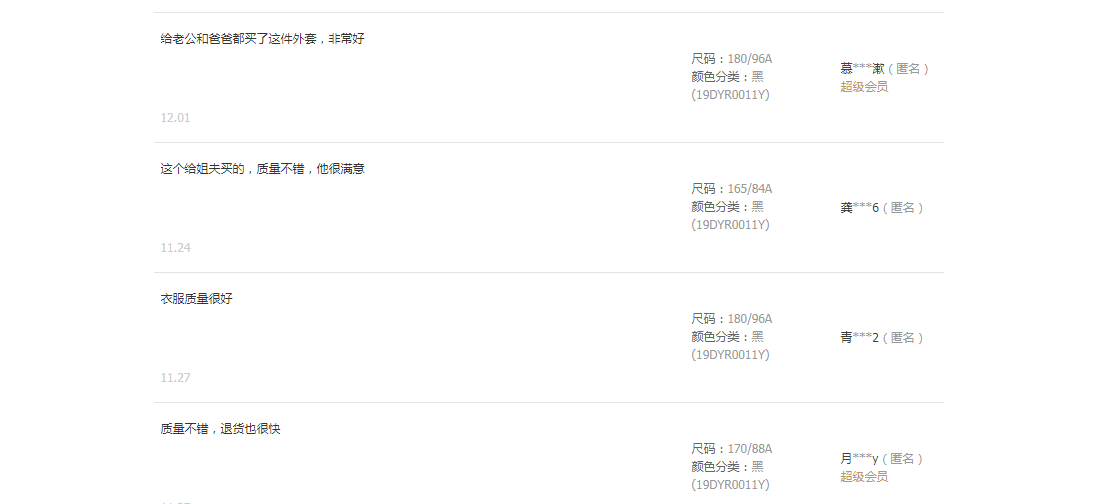 给老公和爸爸都买了这件外套，非常好
尺码：180/96A
颜色分类：黑
(19DYR0011Y)
慕***漱（匿名）
超级会员
12.01
这个给姐夫买的，质量不错，他很满意
尺码：165/84A
颜色分类：黑
(19DYR0011Y)
龚***6（匿名）
11.24
衣服质量很好
尺码：180/96A
颜色分类：黑
(19DYR0011Y)
青***2（匿名）
11.27
质量不错，退货也很快
尺码：170/88A
颜色分类：黑
(19DYR0011Y)
月***y（匿名）
超级会员